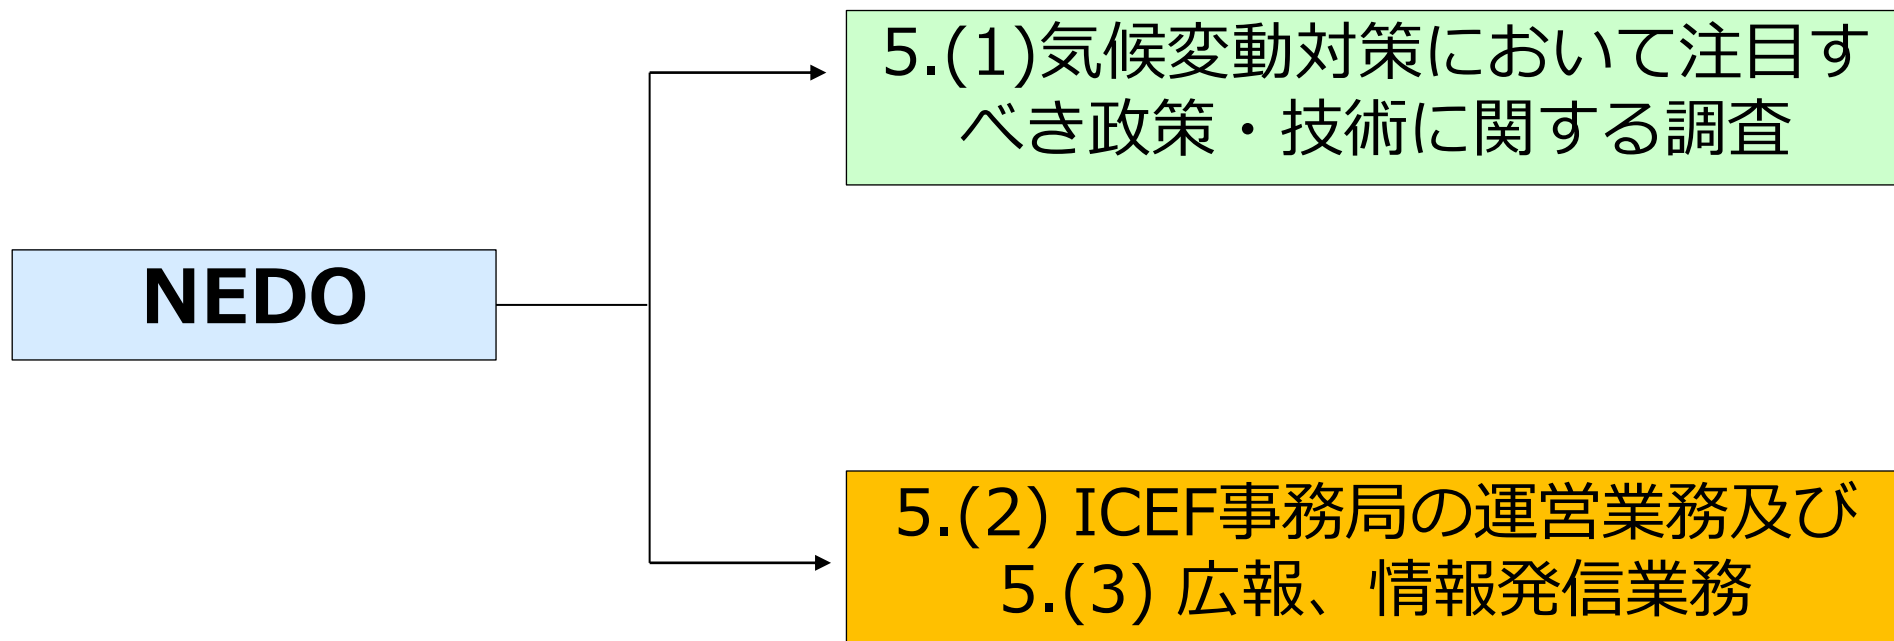 5.(1)気候変動対策において注目す
べき政策・技術に関する調査
NEDO
5.(2) ICEF事務局の運営業務及び
5.(3) 広報、情報発信業務